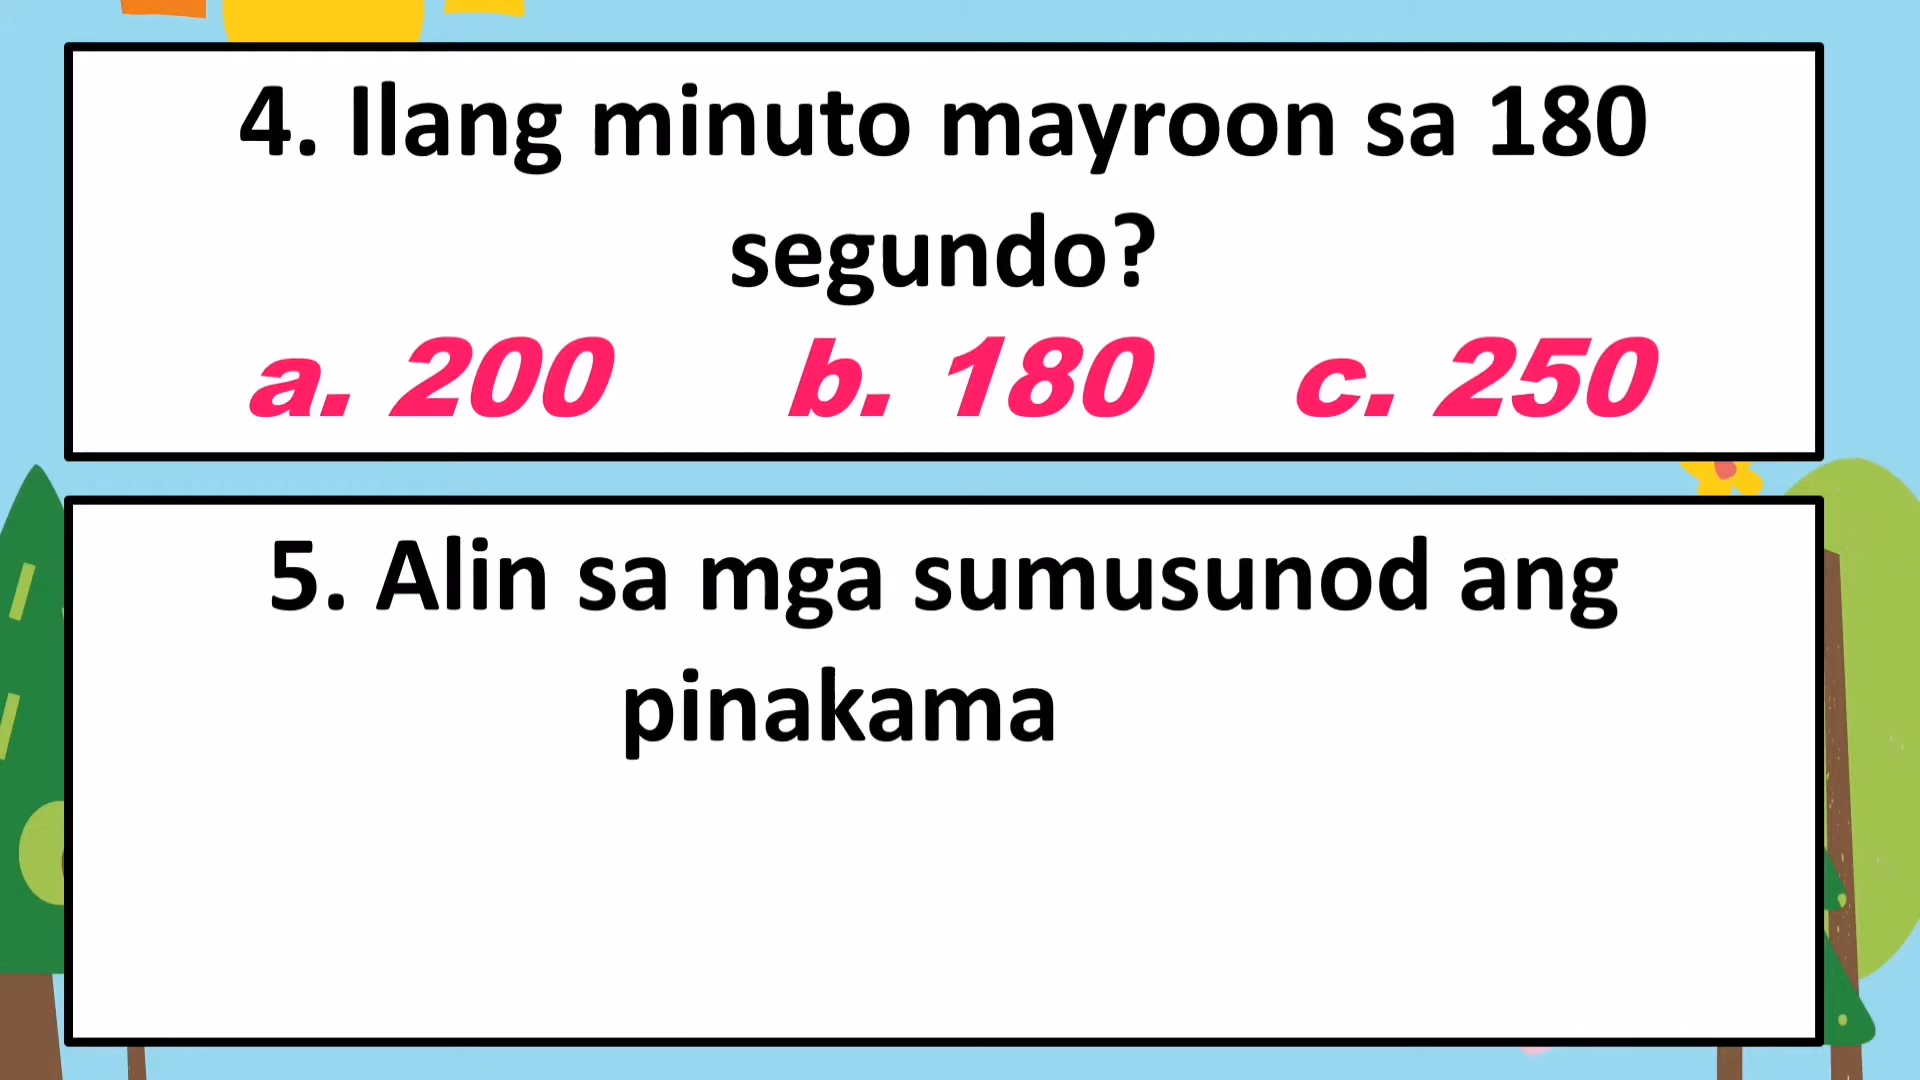 4. Ilang minuto mayroon sa 180
segundo?
a. 200 b. 180 c. 250
5. Alin sa mga sumusunod ang
pinakama